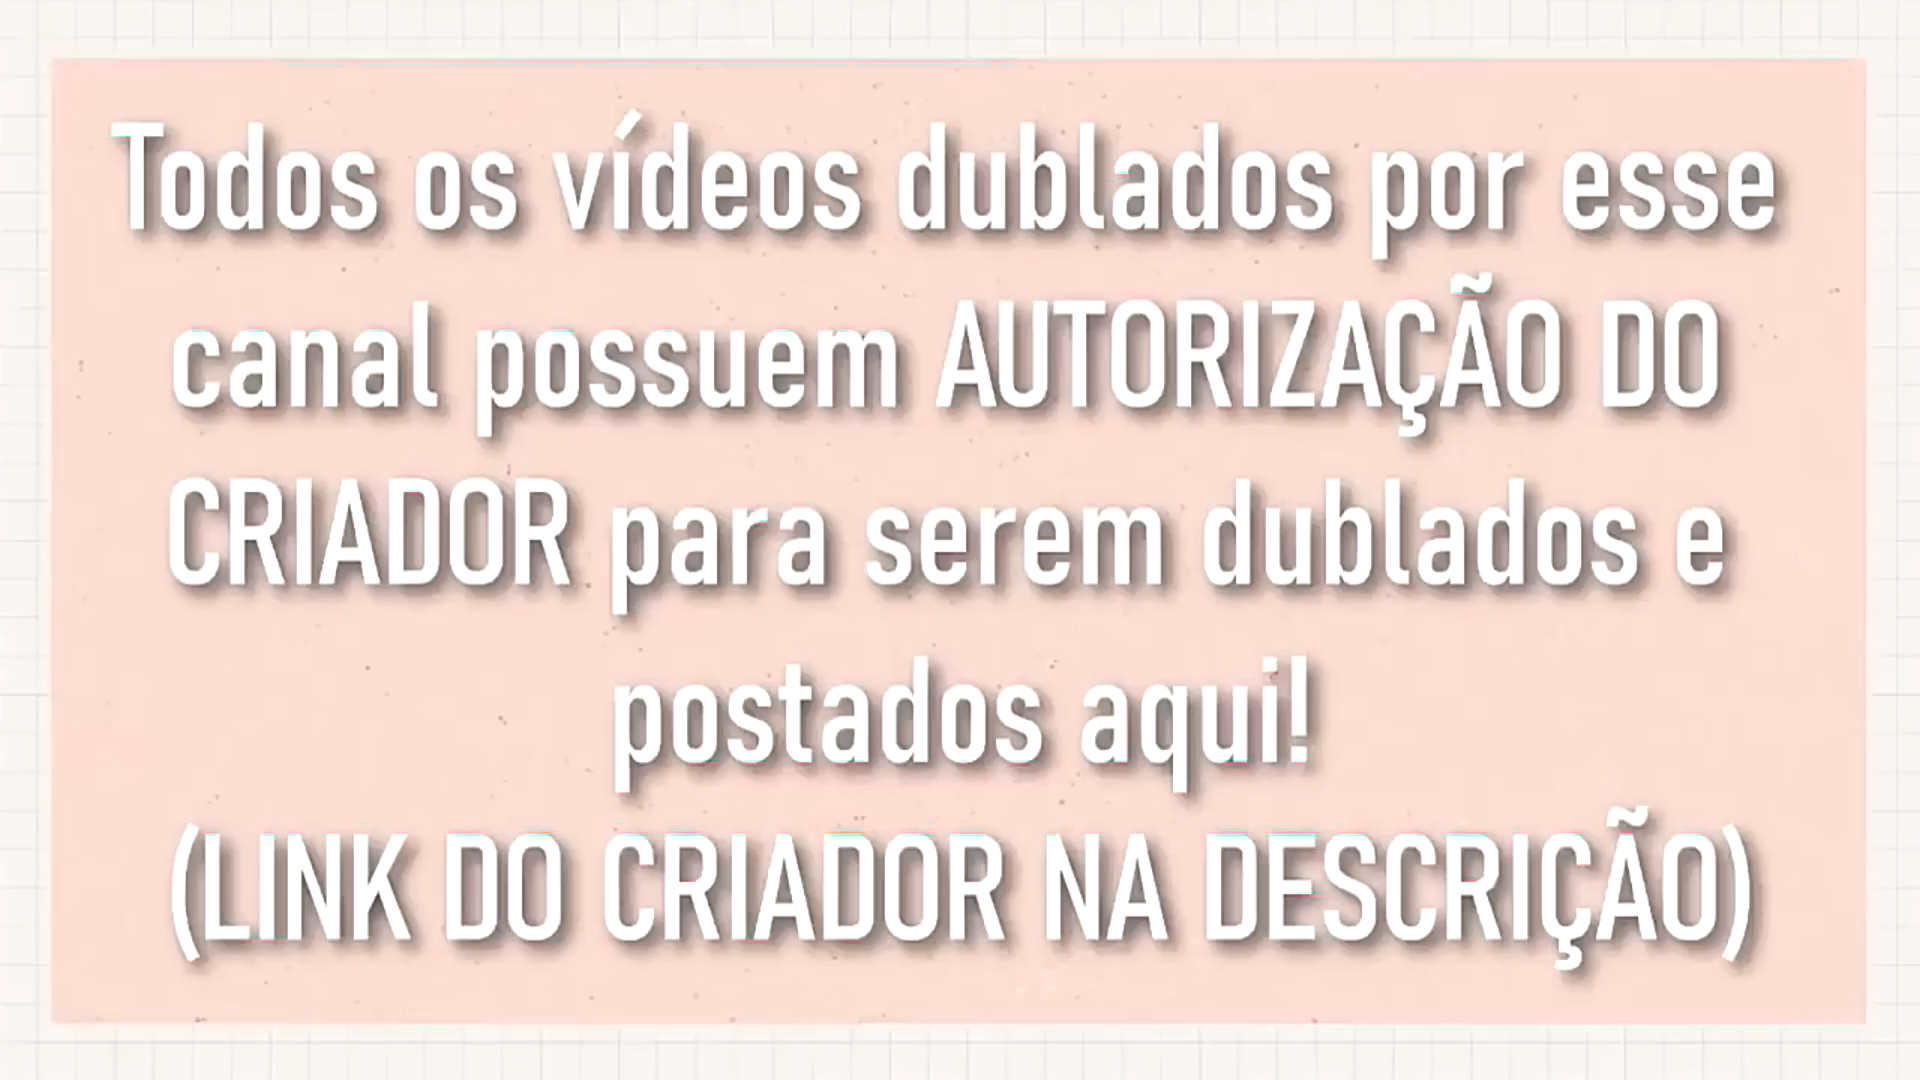 Todos os vídeos dublados por esse
canal possuem AUTORIZAÇÃO DO
CRIADOR para serem dublados e
postados aqui!
(LINK DO CRIADOR NA DESCRIÇÃO)